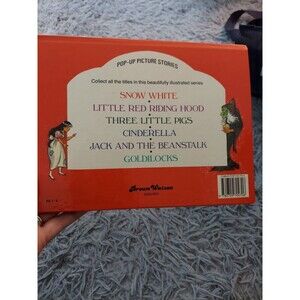 POP-UP PICTURE STORIES
Collect all the titles in this beautifully illustrated series
SNOW WHITE
LITTLE RED RIDING HOOD
THREE LITTLE PIGS
CINDERELLA
JACK AND THE BEANSTALK
GOLDILOCKS
Brown Watson